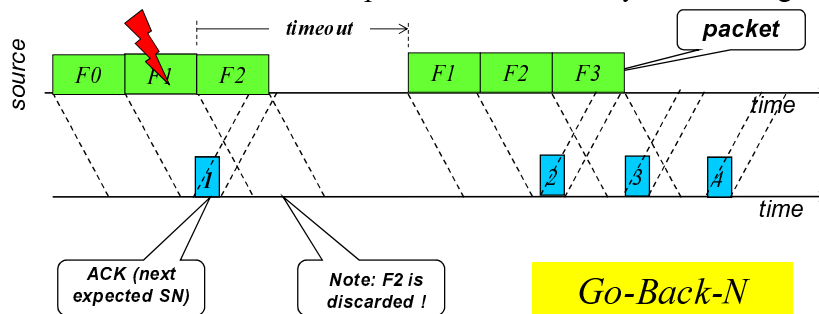 timeout
packet
source
F0 F1 F2 F1 F2 F3
time
1 2 3 4
time
ACK (next
expected SN)
Note: F2 is
discarded !
Go-Back-N